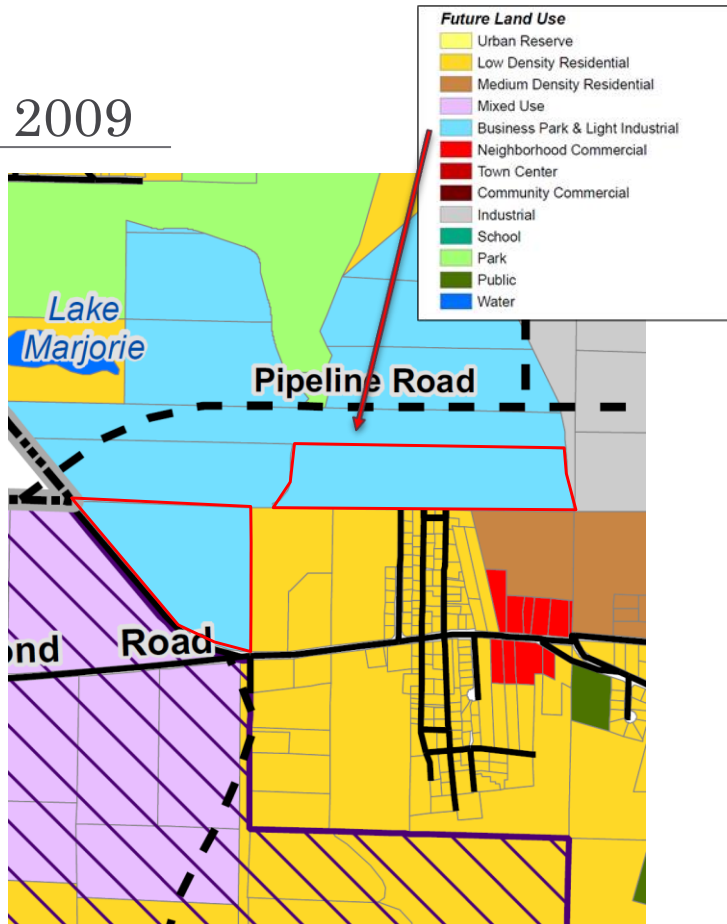 2009
Future Land Use
Urban Reserve
Low Density Residential
Medium Density Residential
Mixed Use
Business Park & Light Industrial
Neighborhood Commercial
Town Center
Community Commercial
Industrial
School
Park
Public
Water
Lake
Marjorie
Pipeline Road
ond Road